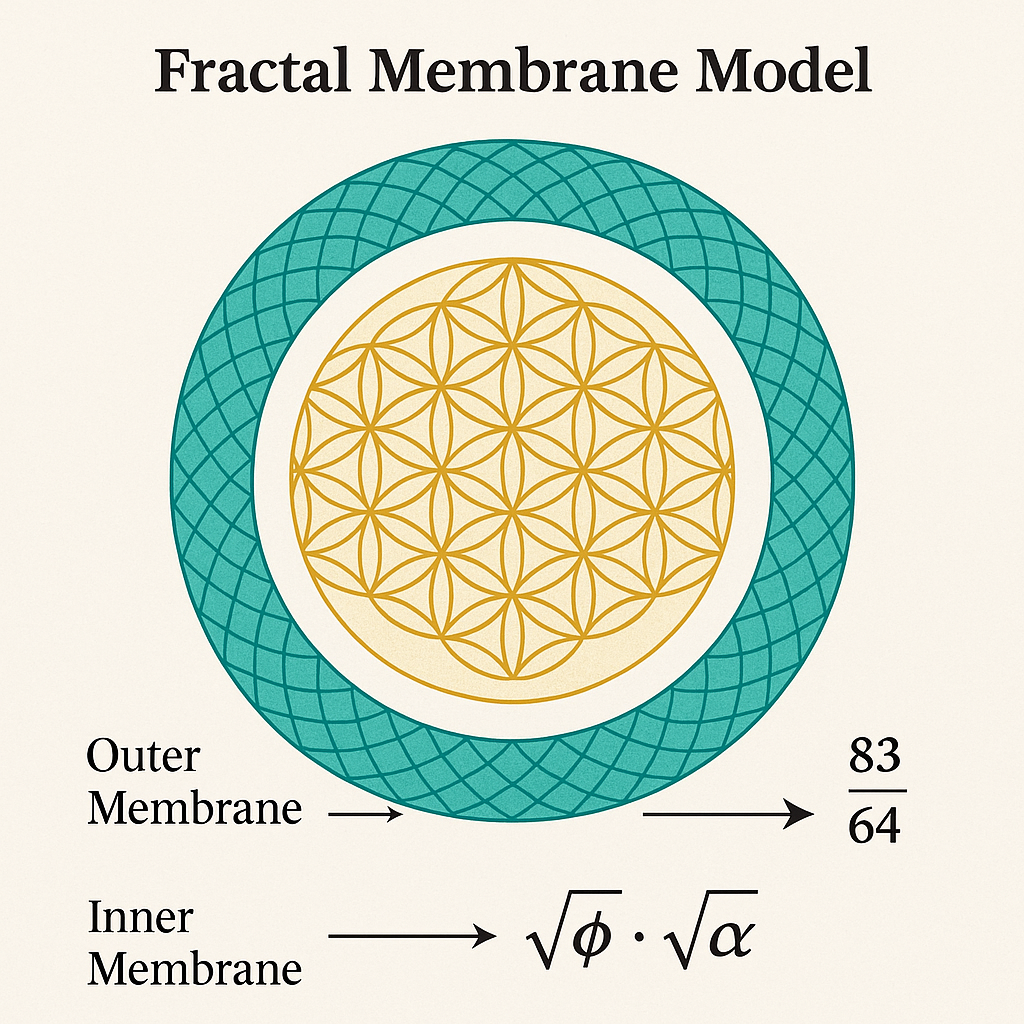 Fractal Membrane Model
Outer
Membrane
83
64
Inner
Membrane
√ϕ · √α